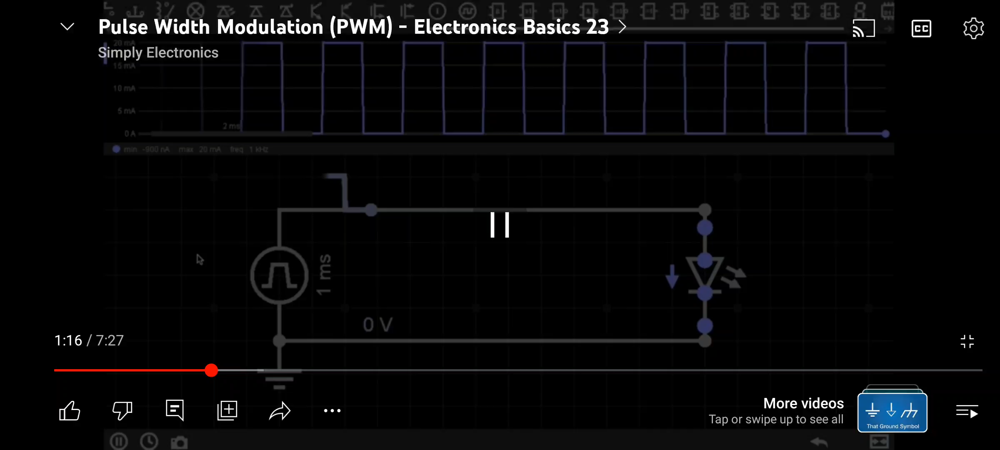 Pulse Width Modulation (PWM) - Electronics Basics 23
CC
Simply Electronics
20 mA
15 mA
10 mA
5 mA
2 ms
0 A
min -900 nA max 20 mA freq 1 kHz
1 ms
0 V
1:16 / 7:27
More videos
Tap or swipe up to see all
That Ground Symbol